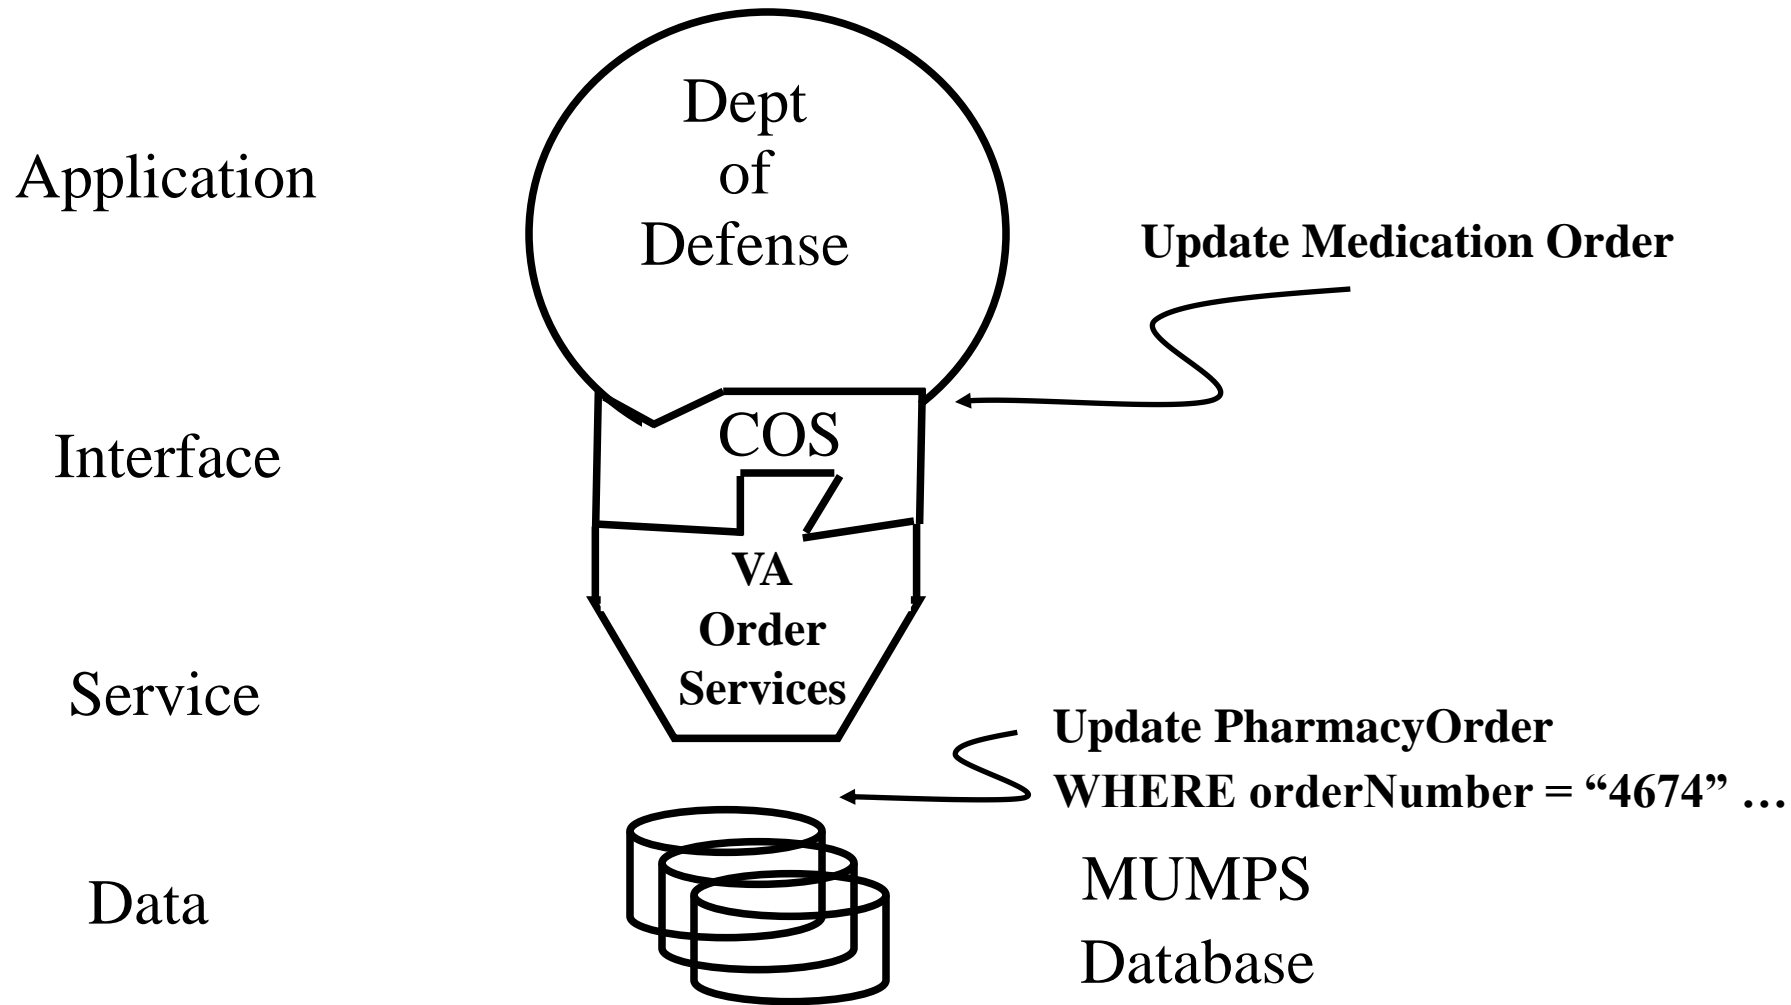 Dept
of
Defense
Application
Update Medication Order
COS
Interface
VA
Order
Services
Service
Update PharmacyOrder
WHERE orderNumber = “4674” …
MUMPS
Database
Data